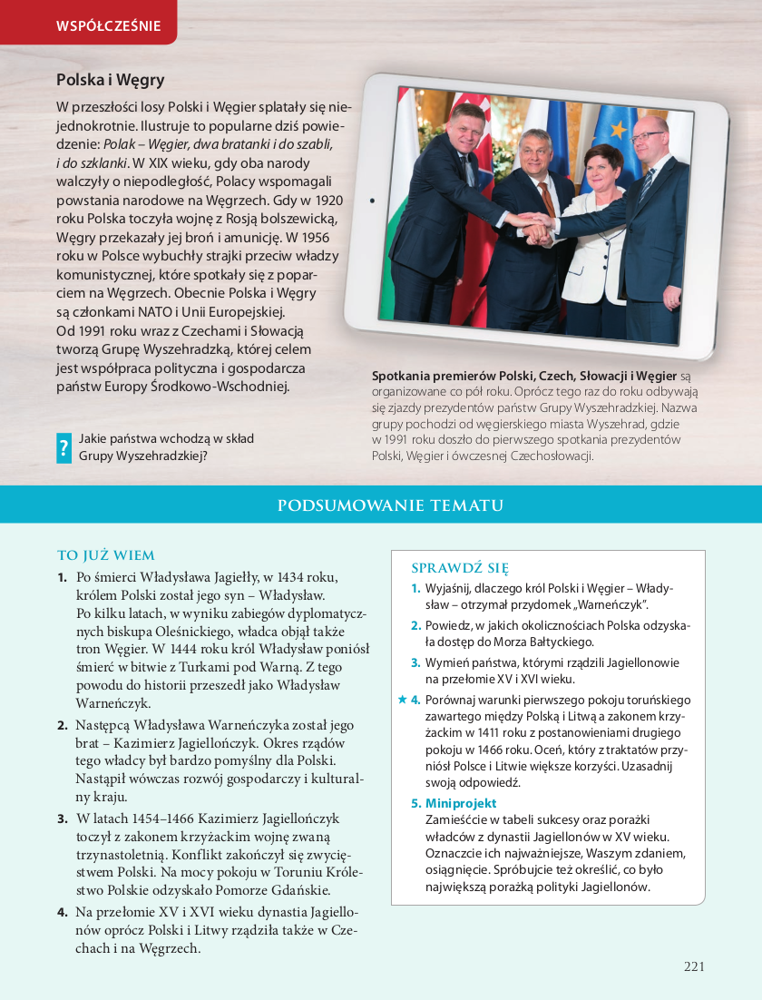 WSPÓŁCZEŚNIE
Polska i Węgry
W przeszłości losy Polski i Węgier splatały się nie-
jednokrotnie. Ilustruje to popularne dziś powie-
dzenie: Polak – Węgier, dwa bratanki i do szabli,
i do szklanki. W XIX wieku, gdy oba narody
walczyły o niepodległość, Polacy wspomagali
powstania narodowe na Węgrzech. Gdy w 1920
roku Polska toczyła wojnę z Rosją bolszewicką,
Węgry przekazały jej broń i amunicję. W 1956
roku w Polsce wybuchły strajki przeciw władzy
komunistycznej, które spotkały się z popar-
ciem na Węgrzech. Obecnie Polska i Węgry
są członkami NATO i Unii Europejskiej.
Od 1991 roku wraz z Czechami i Słowacją
tworzą Grupę Wyszehradzką, której celem
jest współpraca polityczna i gospodarcza
państw Europy Środkowo-Wschodniej.
? Jakie państwa wchodzą w skład
Grupy Wyszehradzkiej?
Spotkania premierów Polski, Czech, Słowacji i Węgier są
organizowane co pół roku. Oprócz tego raz do roku odbywają
się zjazdy prezydentów państw Grupy Wyszehradzkiej. Nazwa
grupy pochodzi od węgierskiego miasta Wyszehrad, gdzie
w 1991 roku doszło do pierwszego spotkania prezydentów
Polski, Węgier i ówczesnej Czechosłowacji.
PODSUMOWANIE TEMATU
TO JUŻ WIEM
1. Po śmierci Władysława Jagiełły, w 1434 roku,
królem Polski został jego syn – Władysław.
Po kilku latach, w wyniku zabiegów dyplomatycz-
nych biskupa Oleśnickiego, władca objął także
tron Węgier. W 1444 roku król Władysław poniósł
śmierć w bitwie z Turkami pod Warną. Z tego
powodu do historii przeszedł jako Władysław
Warneńczyk.
2. Następcą Władysława Warneńczyka został jego
brat – Kazimierz Jagiellończyk. Okres rządów
tego władcy był bardzo pomyślny dla Polski.
Nastąpił wówczas rozwój gospodarczy i kultural-
ny kraju.
3. W latach 1454–1466 Kazimierz Jagiellończyk
toczył z zakonem krzyżackim wojnę zwaną
trzynastoletnią. Konflikt zakończył się zwycię-
stwem Polski. Na mocy pokoju w Toruniu Króle-
stwo Polskie odzyskało Pomorze Gdańskie.
4. Na przełomie XV i XVI wieku dynastia Jagiello-
nów oprócz Polski i Litwy rządziła także w Cze-
chach i na Węgrzech.
SPRAWDŹ SIĘ
1. Wyjaśnij, dlaczego król Polski i Węgier – Włady-
sław – otrzymał przydomek „Warneńczyk”.
2. Powiedz, w jakich okolicznościach Polska odzyska-
ła dostęp do Morza Bałtyckiego.
3. Wymień państwa, którymi rządzili Jagiellonowie
na przełomie XV i XVI wieku.
★ 4. Porównaj warunki pierwszego pokoju toruńskiego
zawartego między Polską i Litwą a zakonem krzy-
żackim w 1411 roku z postanowieniami drugiego
pokoju w 1466 roku. Oceń, który z traktatów przy-
niósł Polsce i Litwie większe korzyści. Uzasadnij
swoją odpowiedź.
5. Miniprojekt
Zamieśćcie w tabeli sukcesy oraz porażki
władców z dynastii Jagiellonów w XV wieku.
Oznaczcie ich najważniejsze, Waszym zdaniem,
osiągnięcie. Spróbujcie też określić, co było
największą porażką polityki Jagiellonów.
221